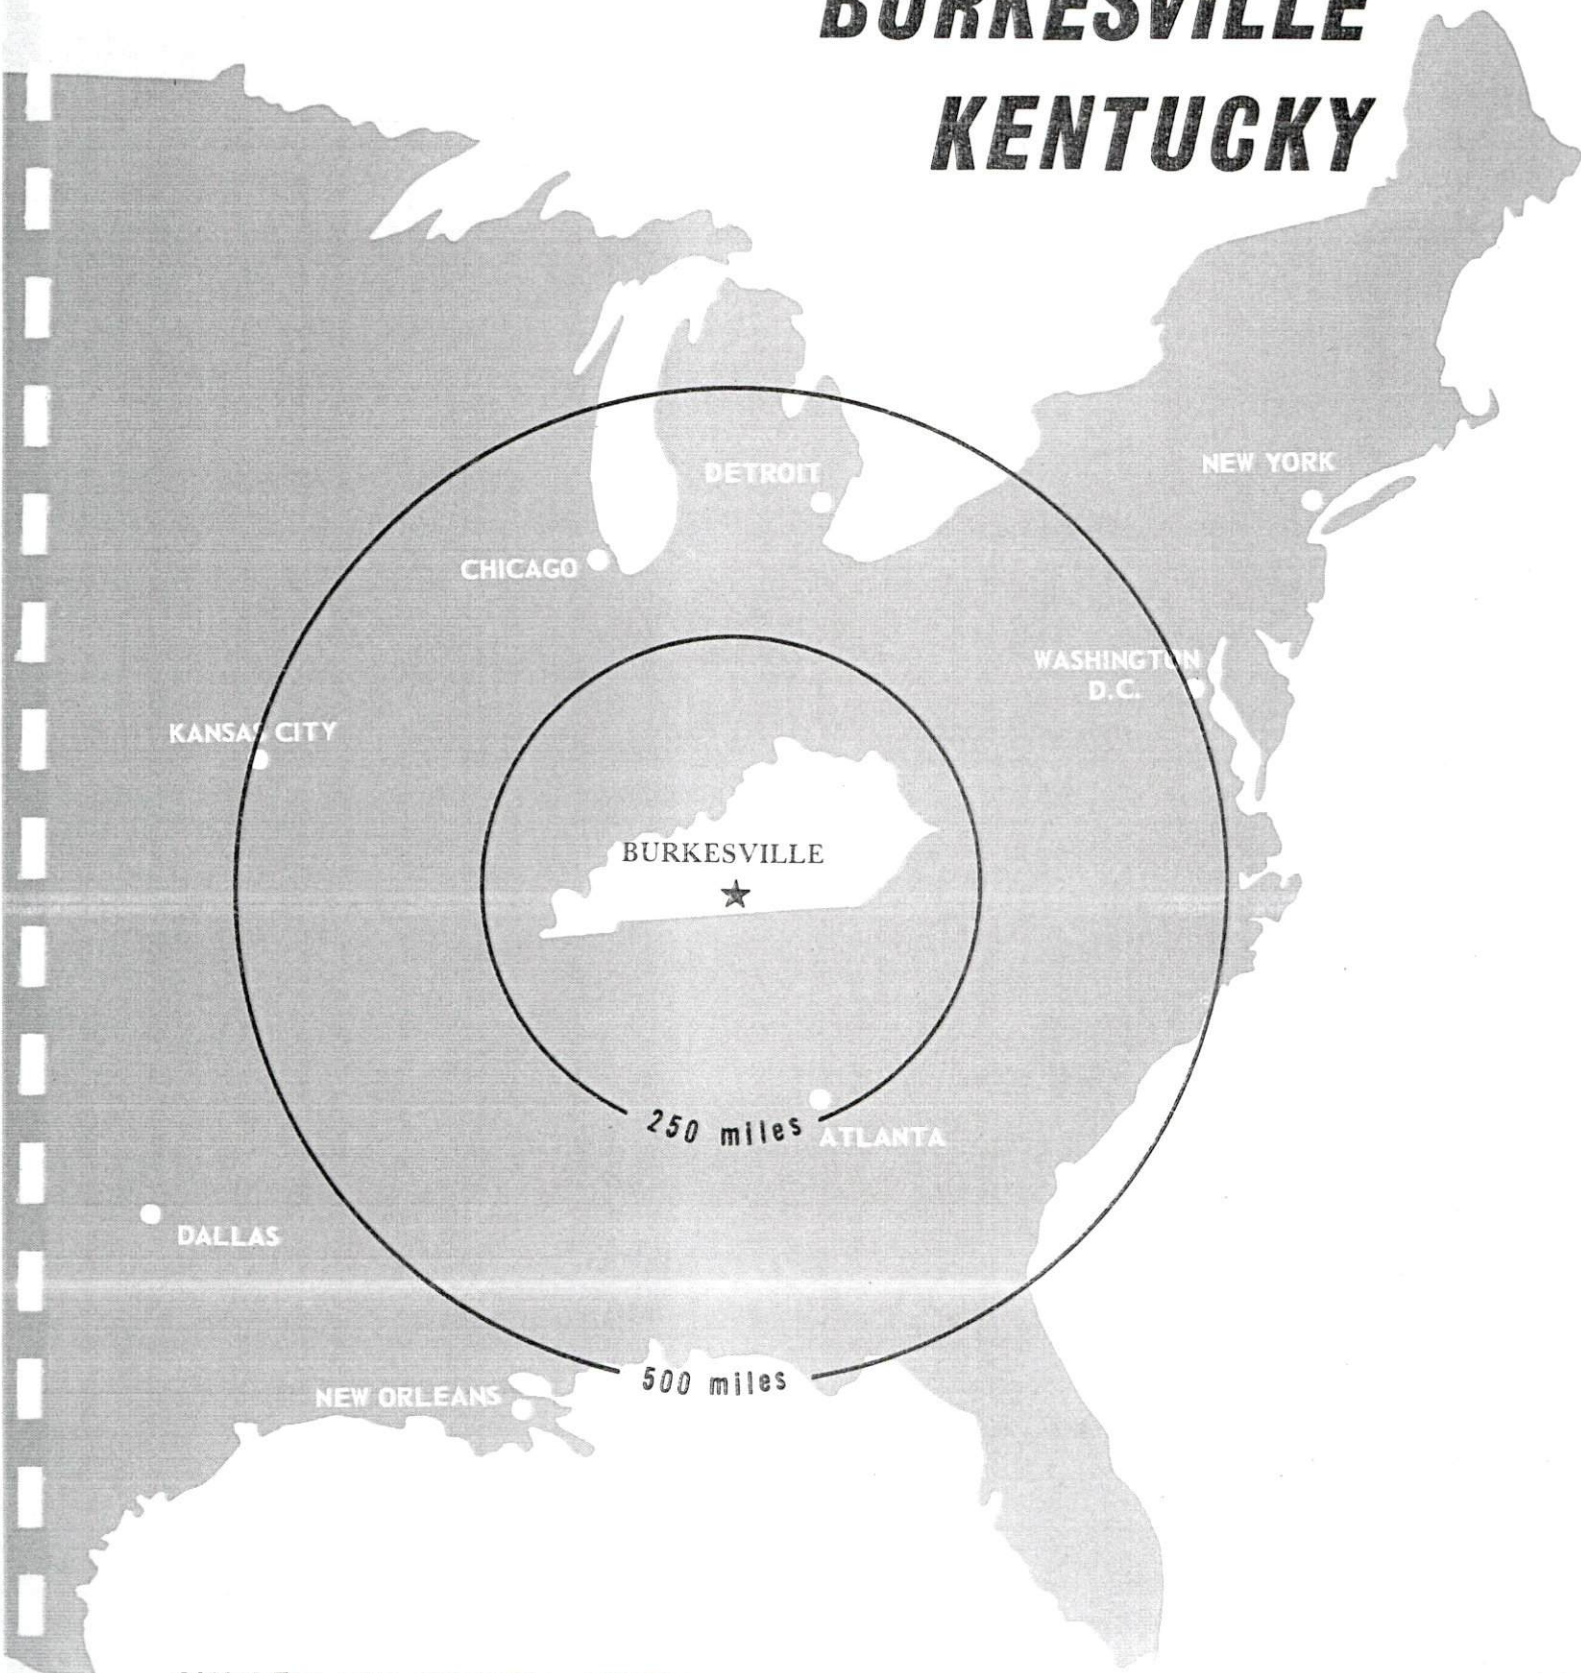 BURKESVILLE
KENTUCKY
DETROIT
NEW YORK
CHICAGO
WASHINGTON
D.C.
KANSAS CITY
BURKESVILLE
250 miles
ATLANTA
DALLAS
500 miles
NEW ORLEANS